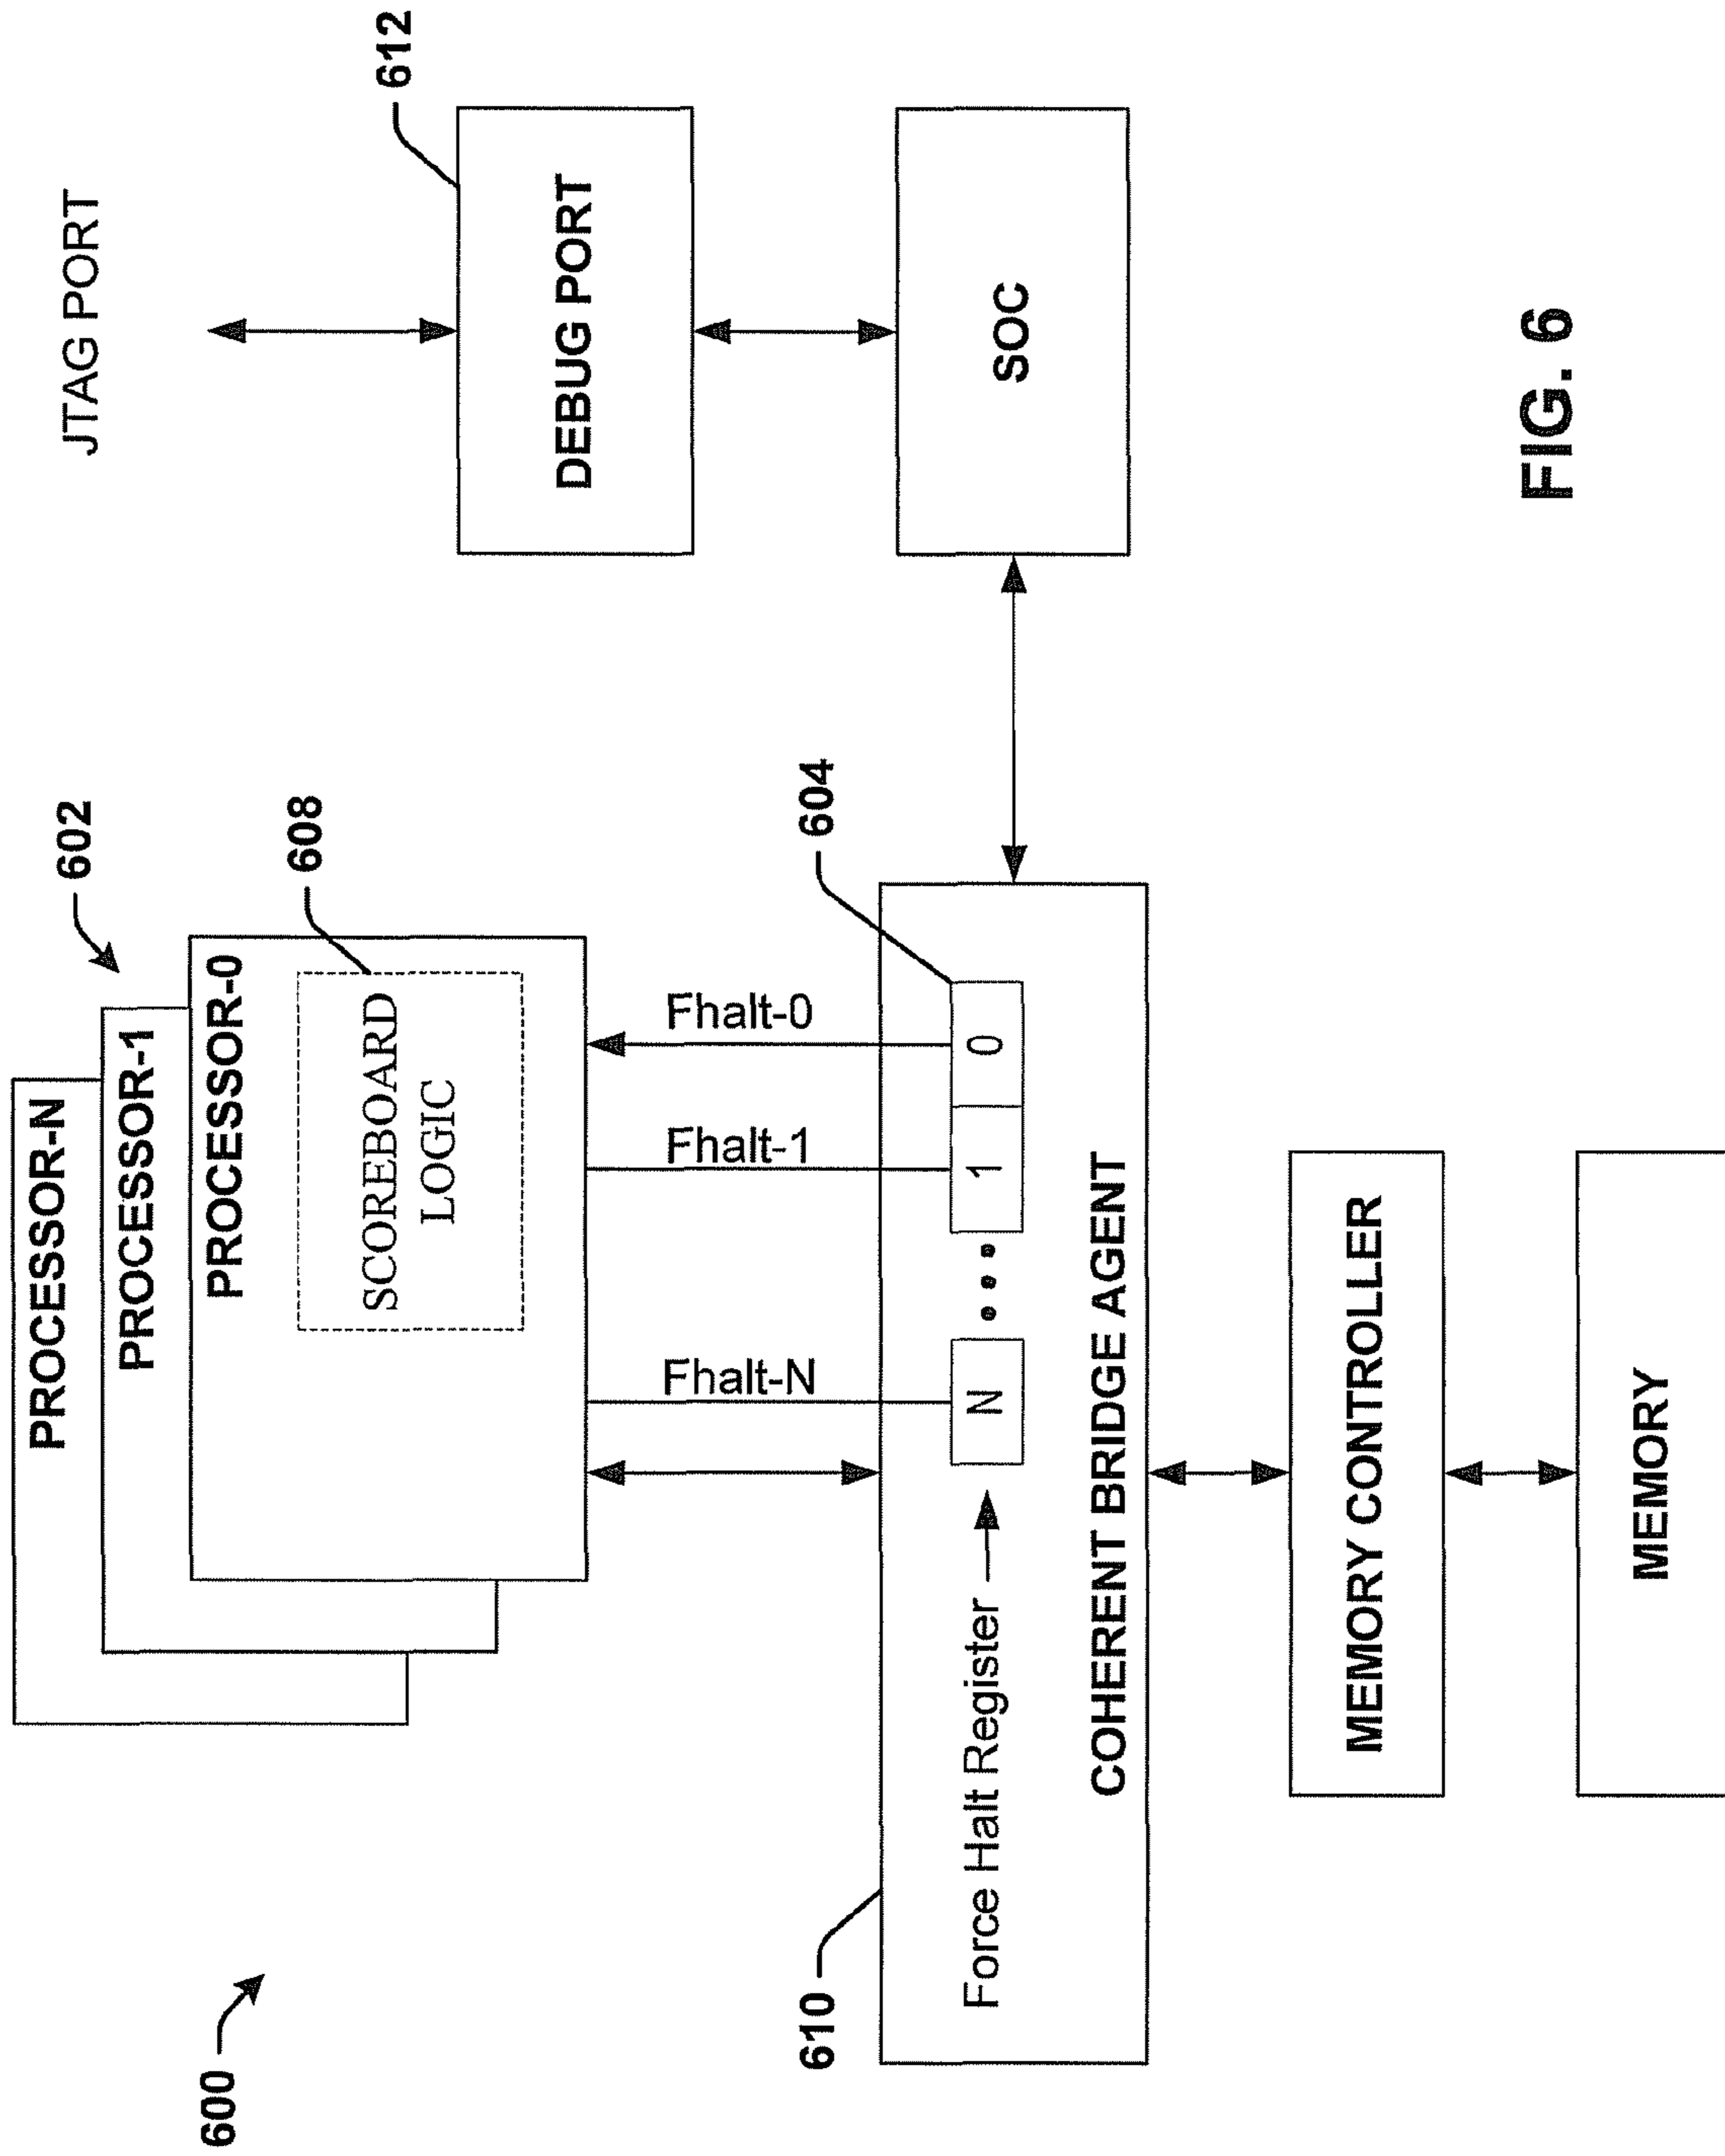 600
602
PROCESSOR-N
PROCESSOR-1
PROCESSOR-0
608
SCOREBOARD
LOGIC
JTAG PORT
612
DEBUG PORT
Fhalt-N
Fhalt-1
Fhalt-0
610
604
Force Halt Register
N
1
0
COHERENT BRIDGE AGENT
SOC
MEMORY CONTROLLER
MEMORY
FIG. 6